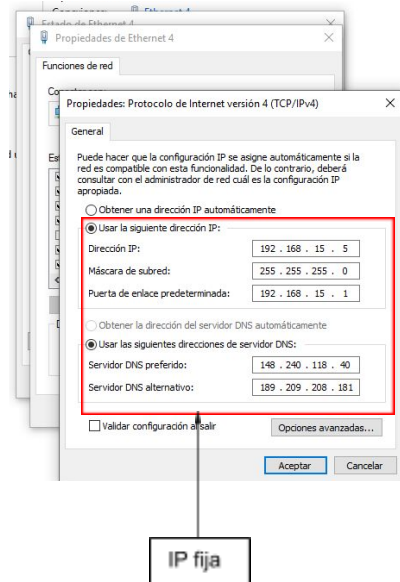 Conexiones: Ethernet 4
Estado de Ethernet 4
Propiedades de Ethernet 4
Funciones de red
Propiedades: Protocolo de Internet versión 4 (TCP/IPv4)
General
Puede hacer que la configuración IP se asigne automáticamente si la
red es compatible con esta funcionalidad. De lo contrario, deberá
consultar con el administrador de red cuál es la configuración IP
apropiada.
Obtener una dirección IP automáticamente
Usar la siguiente dirección IP:
Dirección IP: 192 . 168 . 15 . 5
Máscara de subred: 255 . 255 . 255 . 0
Puerta de enlace predeterminada: 192 . 168 . 15 . 1
Obtener la dirección del servidor DNS automáticamente
Usar las siguientes direcciones de servidor DNS:
Servidor DNS preferido: 148 . 240 . 118 . 40
Servidor DNS alternativo: 189 . 209 . 208 . 181
Validar configuración al salir
Opciones avanzadas...
Aceptar Cancelar
IP fija